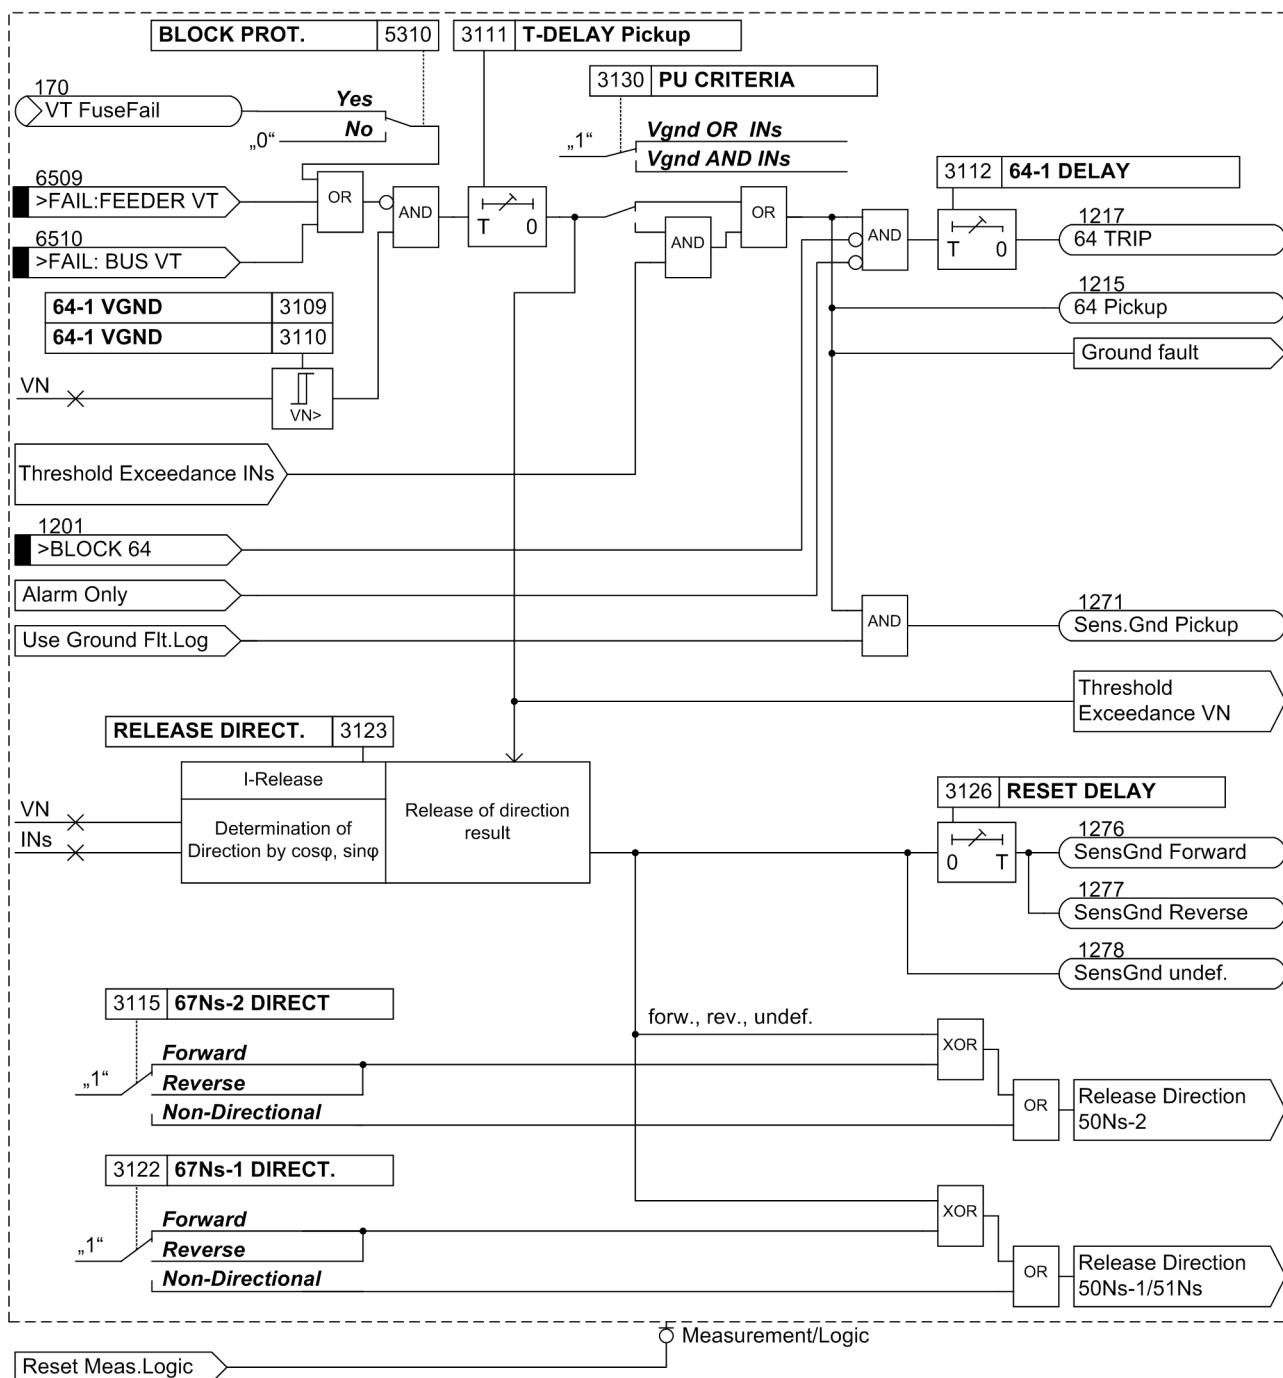 BLOCK PROT. 5310
3111 T-DELAY Pickup
3130 PU CRITERIA
170
VT FuseFail
Yes
No
„0“
„1“
Vgnd OR INs
Vgnd AND INs
6509
>FAIL:FEEDER VT
6510
>FAIL: BUS VT
OR
AND
T 0
AND
OR
AND
3112 64-1 DELAY
T 0
1217
64 TRIP
1215
64 Pickup
Ground fault
64-1 VGND 3109
64-1 VGND 3110
VN
VN>
Threshold Exceedance INs
1201
>BLOCK 64
Alarm Only
Use Ground Flt.Log
AND
1271
Sens.Gnd Pickup
Threshold
Exceedance VN
RELEASE DIRECT. 3123
I-Release
Determination of
Direction by cosφ, sinφ
Release of direction
result
VN
INs
3126 RESET DELAY
0 T
1276
SensGnd Forward
1277
SensGnd Reverse
1278
SensGnd undef.
3115 67Ns-2 DIRECT
forw., rev., undef.
„1“
Forward
Reverse
Non-Directional
XOR
OR
Release Direction
50Ns-2
3122 67Ns-1 DIRECT.
„1“
Forward
Reverse
Non-Directional
XOR
OR
Release Direction
50Ns-1/51Ns
Measurement/Logic
Reset Meas.Logic